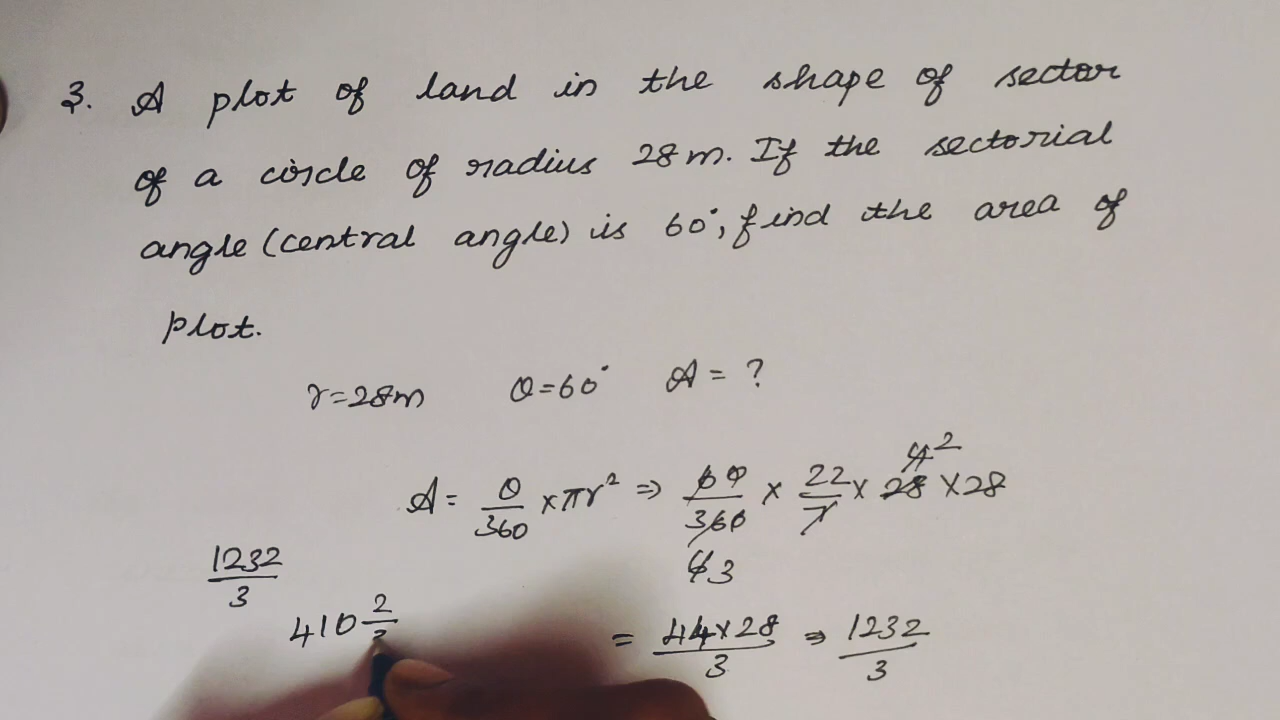 3. A plot of land in the shape of sector
of a circle of radius 28m. If the sectorial
angle (central angle) is 60°, find the area of
plot.
r=28m θ=60° A = ?
A = θ/360 × πr² ⇒ 60/360 × 22/7 × 28 × 28
4 2
6 3
= 44×28/3 ⇒ 1232/3
1232/3
410 2/3